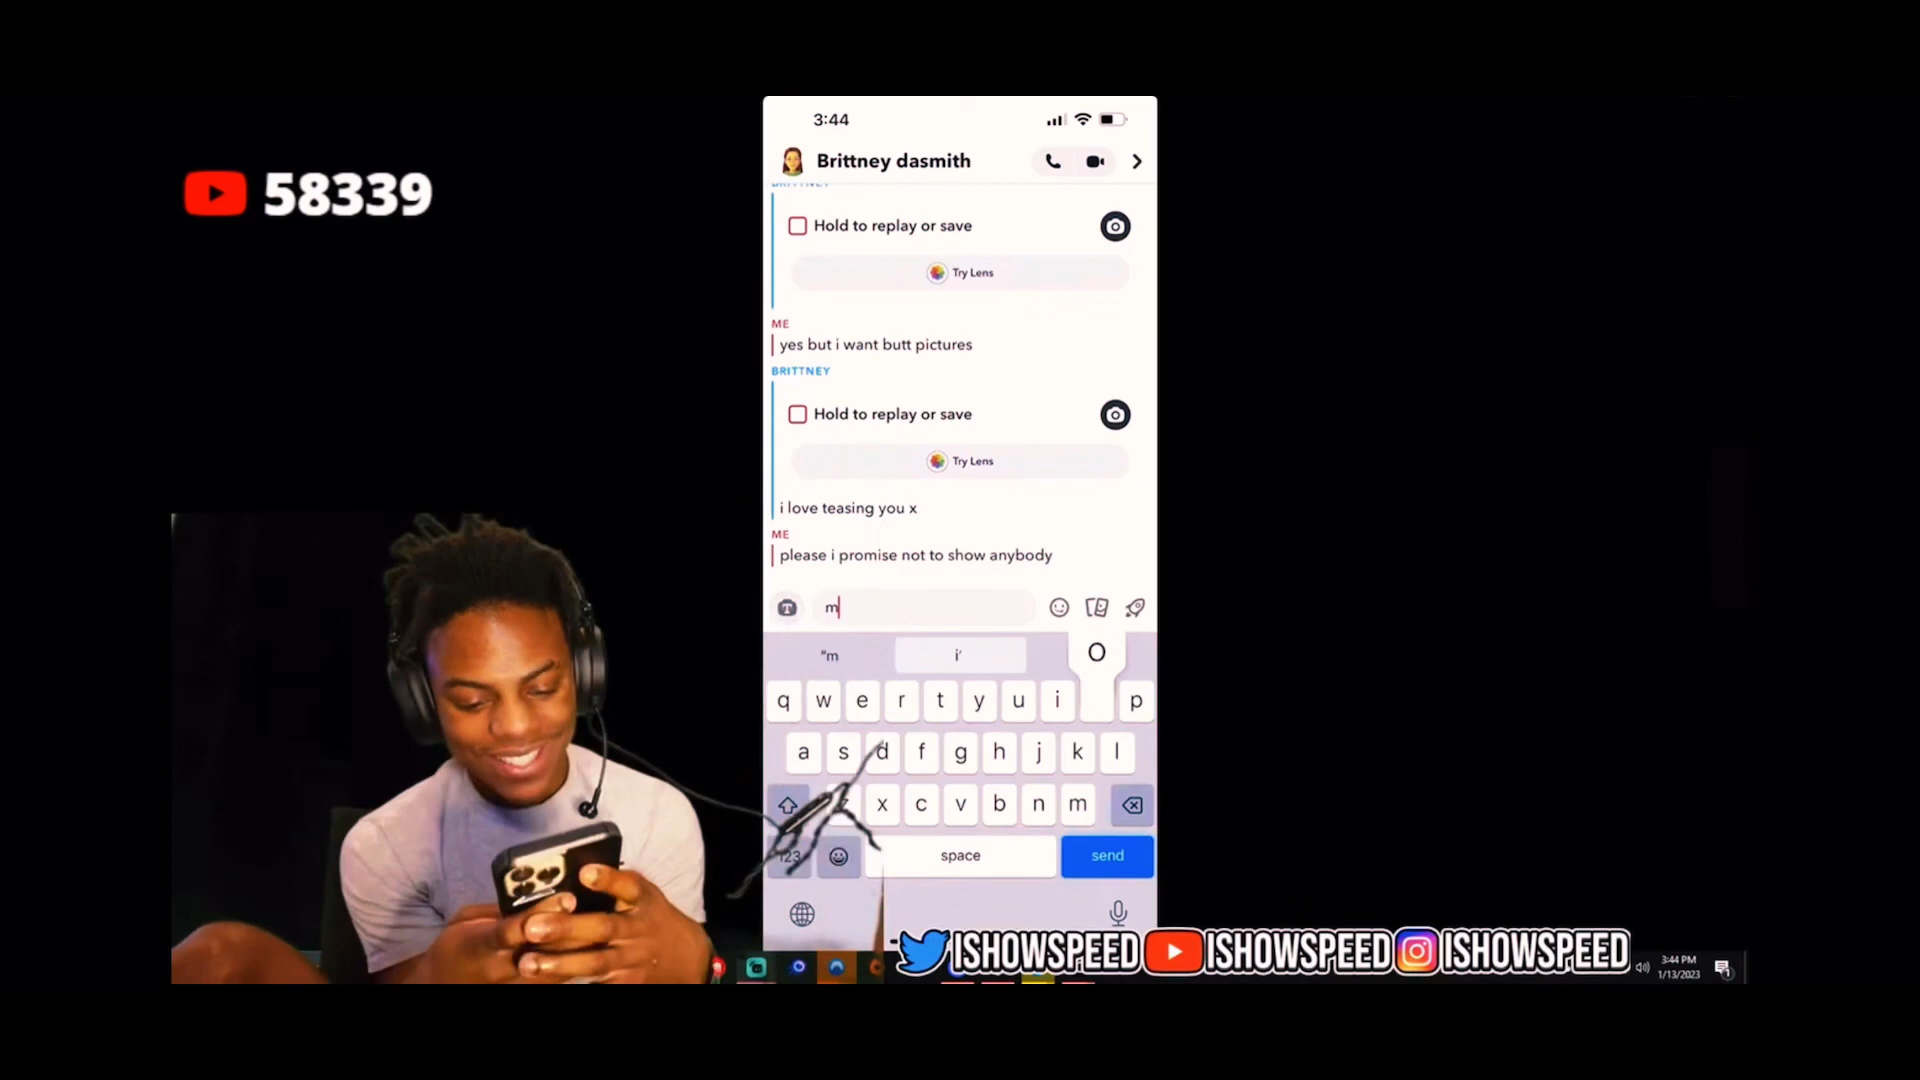 3:44
58339
Brittney dasmith
Hold to replay or save
Try Lens
ME
yes but i want butt pictures
BRITTNEY
Hold to replay or save
Try Lens
i love teasing you x
ME
please i promise not to show anybody
m
"m i' O
q w e r t y u i p
a s d f g h j k l
z x c v b n m
123 space send
ISHOWSPEED ISHOWSPEED ISHOWSPEED
3:44 PM
1/13/2023